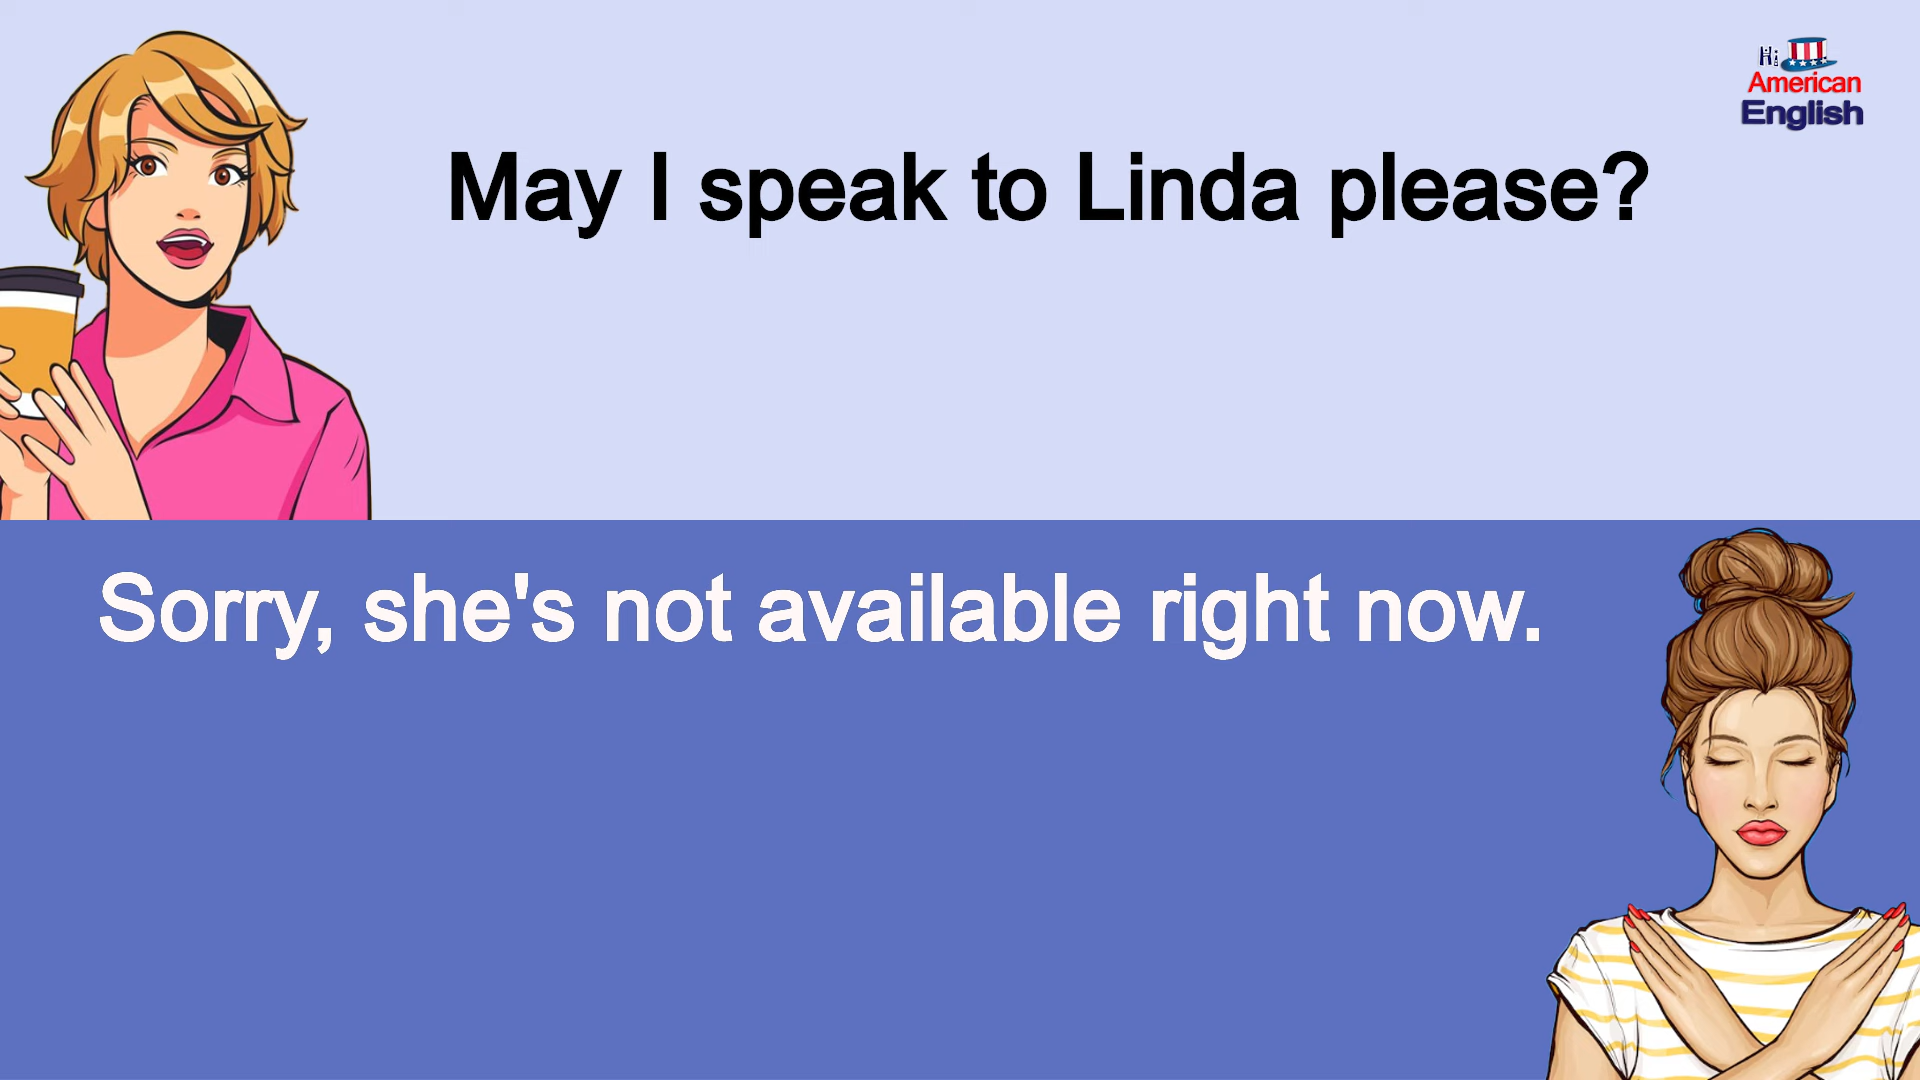 Hi
American
English
May I speak to Linda please?
Sorry, she's not available right now.